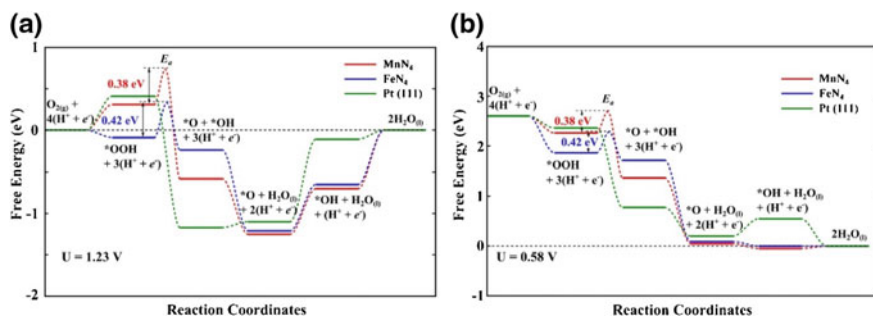 (a)
1
0
-1
-2
Free Energy (eV)
Reaction Coordinates
O2(g) +
4(H+ + e-)
0.38 eV
0.42 eV
Ea
*OOH
+ 3(H+ + e-)
*O + *OH
+ 3(H+ + e-)
*O + H2O(l)
+ 2(H+ + e-)
*OH + H2O(l)
+ (H+ + e-)
2H2O(l)
MnN4
FeN4
Pt (111)
U = 1.23 V
(b)
4
3
2
1
0
-1
Free Energy (eV)
Reaction Coordinates
O2(g) +
4(H+ + e-)
0.38 eV
0.42 eV
Ea
*OOH
+ 3(H+ + e-)
*O + *OH
+ 3(H+ + e-)
*O + H2O(l)
+ 2(H+ + e-)
*OH + H2O(l)
+ (H+ + e-)
2H2O(l)
MnN4
FeN4
Pt (111)
U = 0.58 V